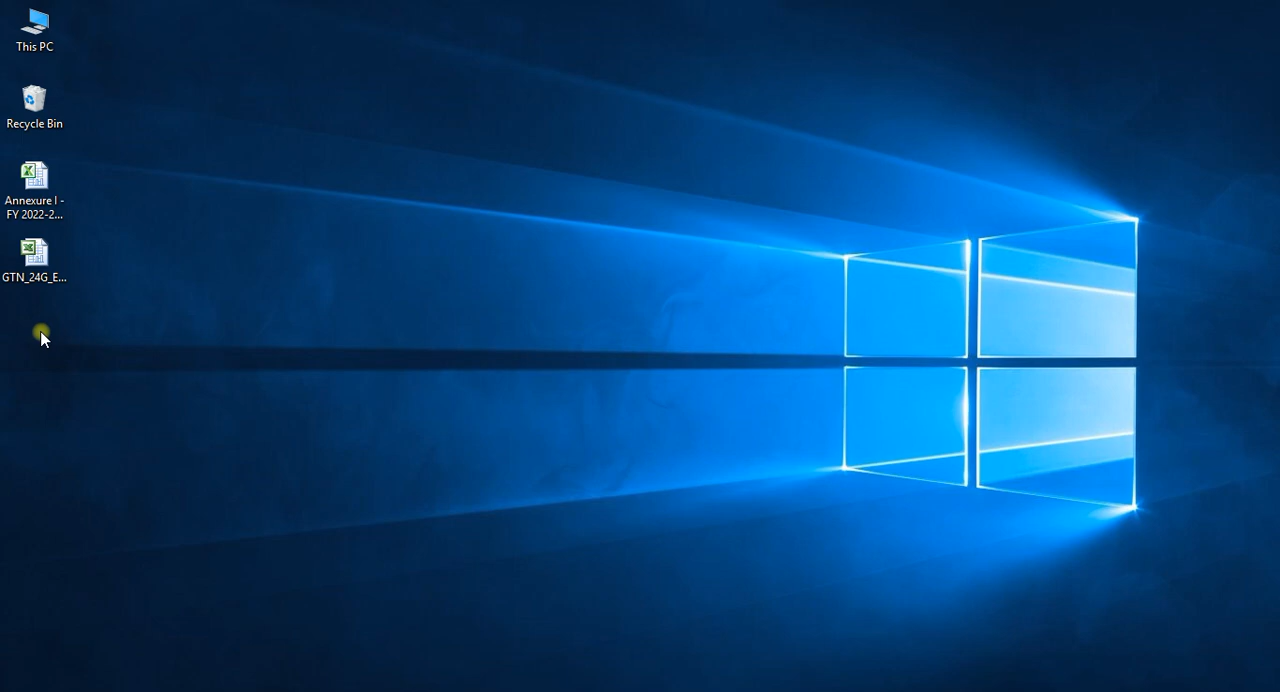 This PC
Recycle Bin
Annexure I -
FY 2022-2...
GTN_24G_E...